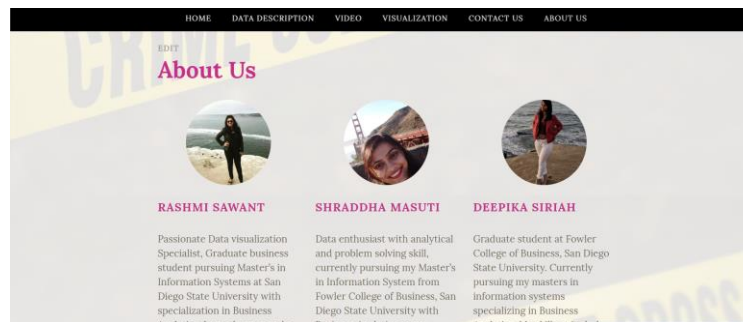 HOME DATA DESCRIPTION VIDEO VISUALIZATION CONTACT US ABOUT US
EDIT
About Us
RASHMI SAWANT
Passionate Data visualization
Specialist, Graduate business
student pursuing Master's in
Information Systems at San
Diego State University with
specialization in Business
SHRADDHA MASUTI
Data enthusiast with analytical
and problem solving skill,
currently pursuing my Master's
in Information System from
Fowler College of Business, San
Diego State University with
DEEPIKA SIRIAH
Graduate student at Fowler
College of Business, San Diego
State University. Currently
pursuing my masters in
information systems
specializing in Business
CRIME
CROSS